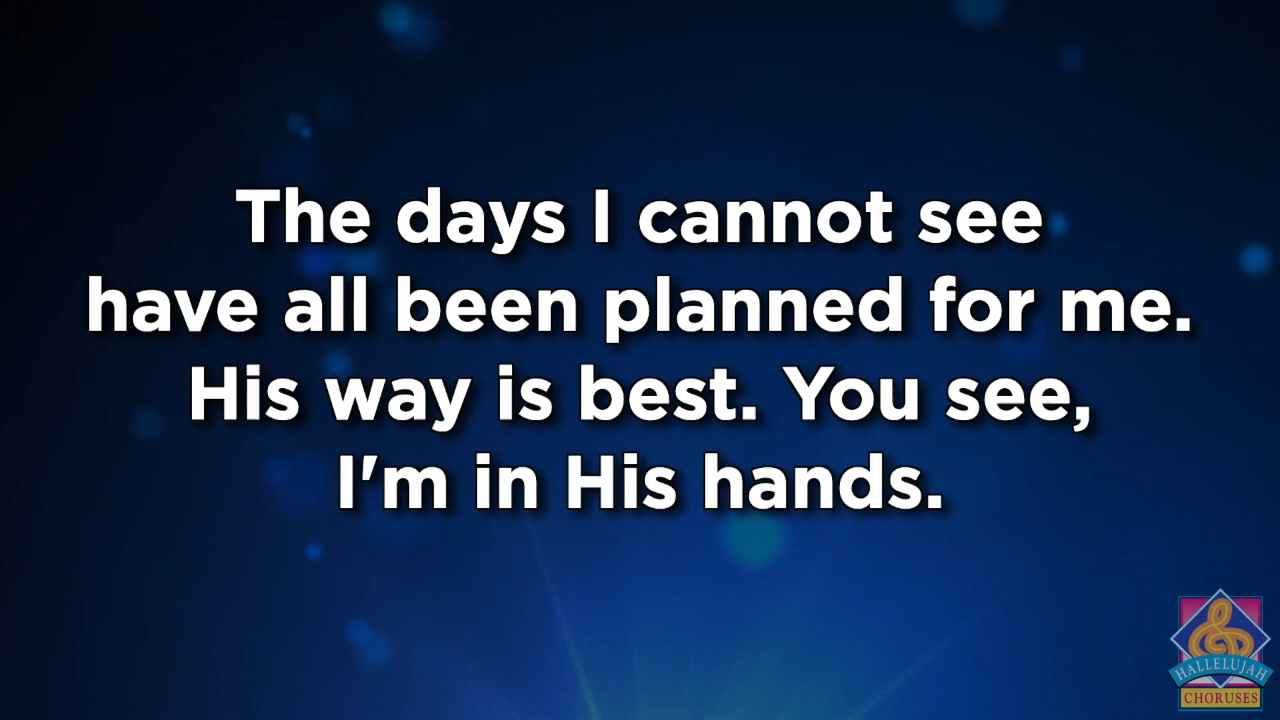 The days I cannot see
have all been planned for me.
His way is best. You see,
I'm in His hands.
HALLELUJAH
CHORUSES